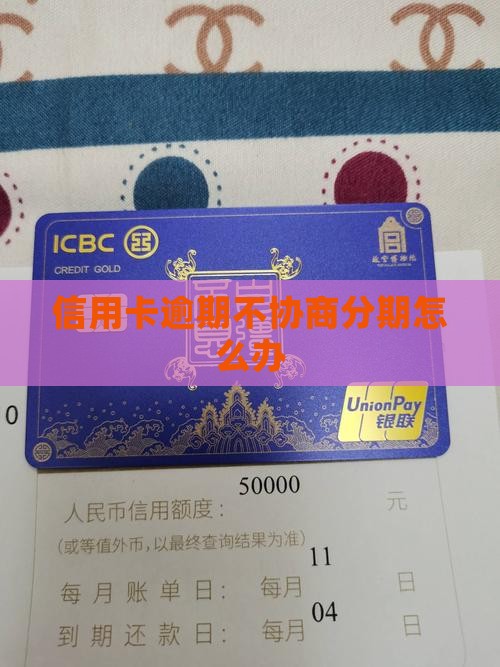 ICBC
CREDIT GOLD
故宫博物院
信用卡逾期不协商分期怎
么办
UnionPay
银联
0
50000
人民币信用额度： 元
(或等值外币,以最终查询结果为准)
11
每月账单日： 每月 日
04
到期还款日： 每月 日